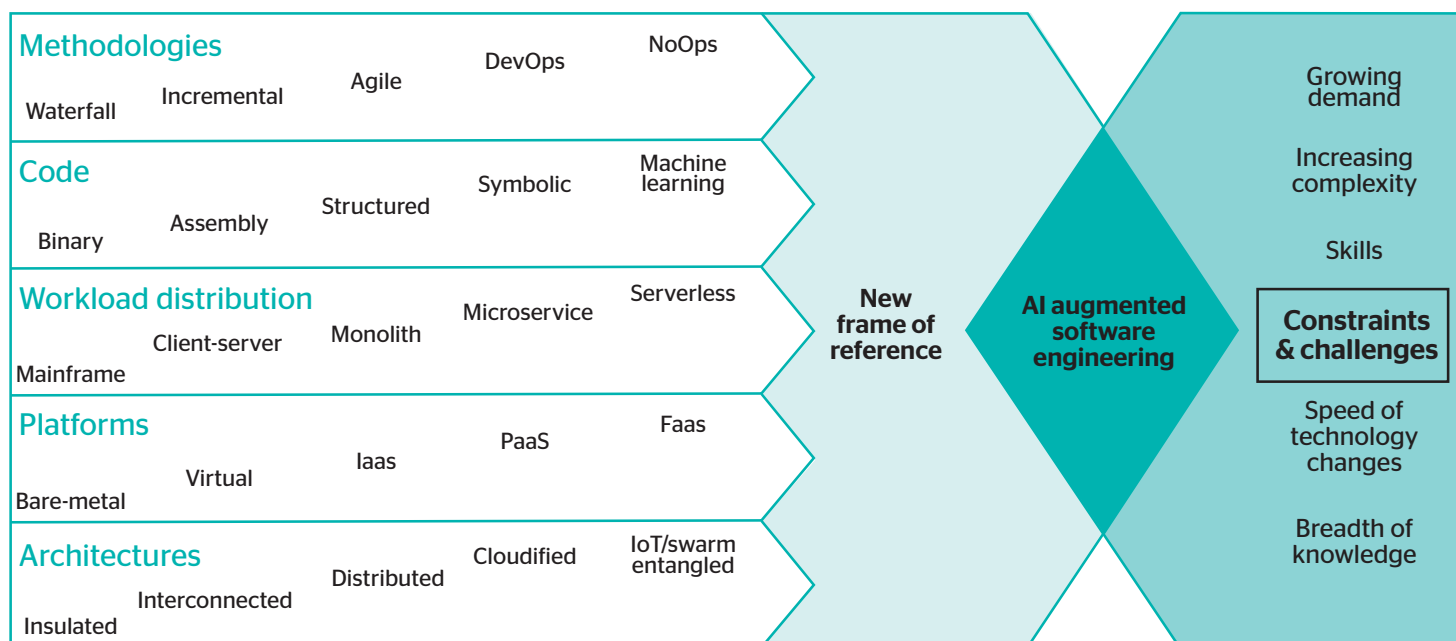 Methodologies
Waterfall
Incremental
Agile
DevOps
NoOps
Code
Binary
Assembly
Structured
Symbolic
Machine
learning
Workload distribution
Mainframe
Client-server
Monolith
Microservice
Serverless
Platforms
Bare-metal
Virtual
Iaas
PaaS
Faas
Architectures
Insulated
Interconnected
Distributed
Cloudified
IoT/swarm
entangled
New
frame of
reference
AI augmented
software
engineering
Growing
demand
Increasing
complexity
Skills
Constraints
& challenges
Speed of
technology
changes
Breadth of
knowledge